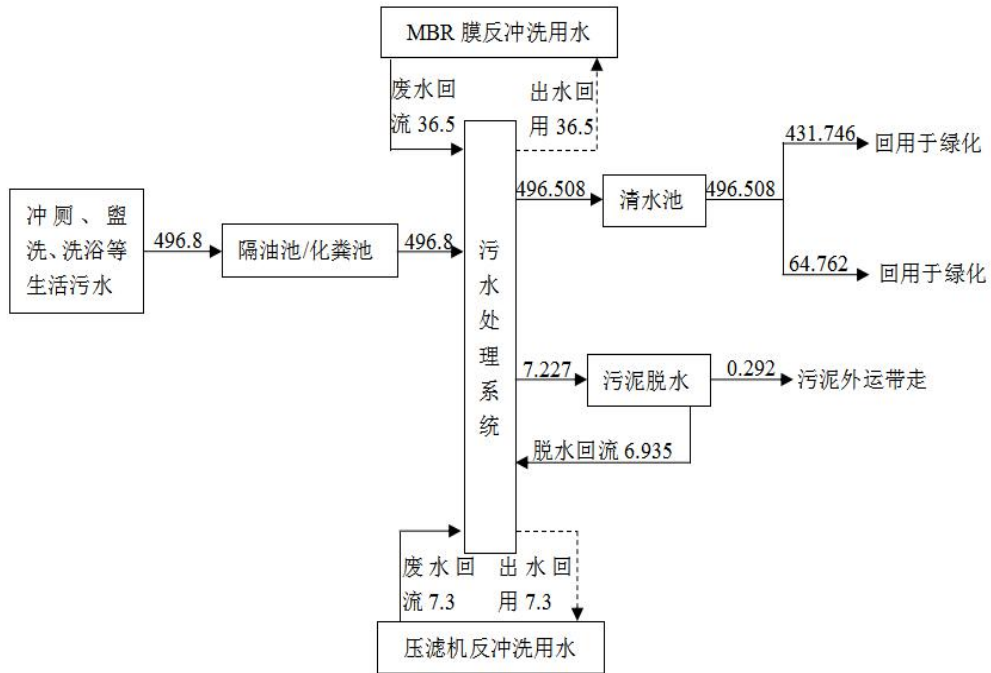 MBR 膜反冲洗用水
废水回
流 36.5
出水回
用 36.5
431.746
回用于绿化
496.508
清水池
496.508
冲厕、盥
洗、洗浴等
生活污水
496.8
隔油池/化粪池
496.8
污
水
处
理
系
统
64.762
回用于绿化
7.227
污泥脱水
0.292
污泥外运带走
脱水回流 6.935
废水回
流 7.3
出水回
用 7.3
压滤机反冲洗用水